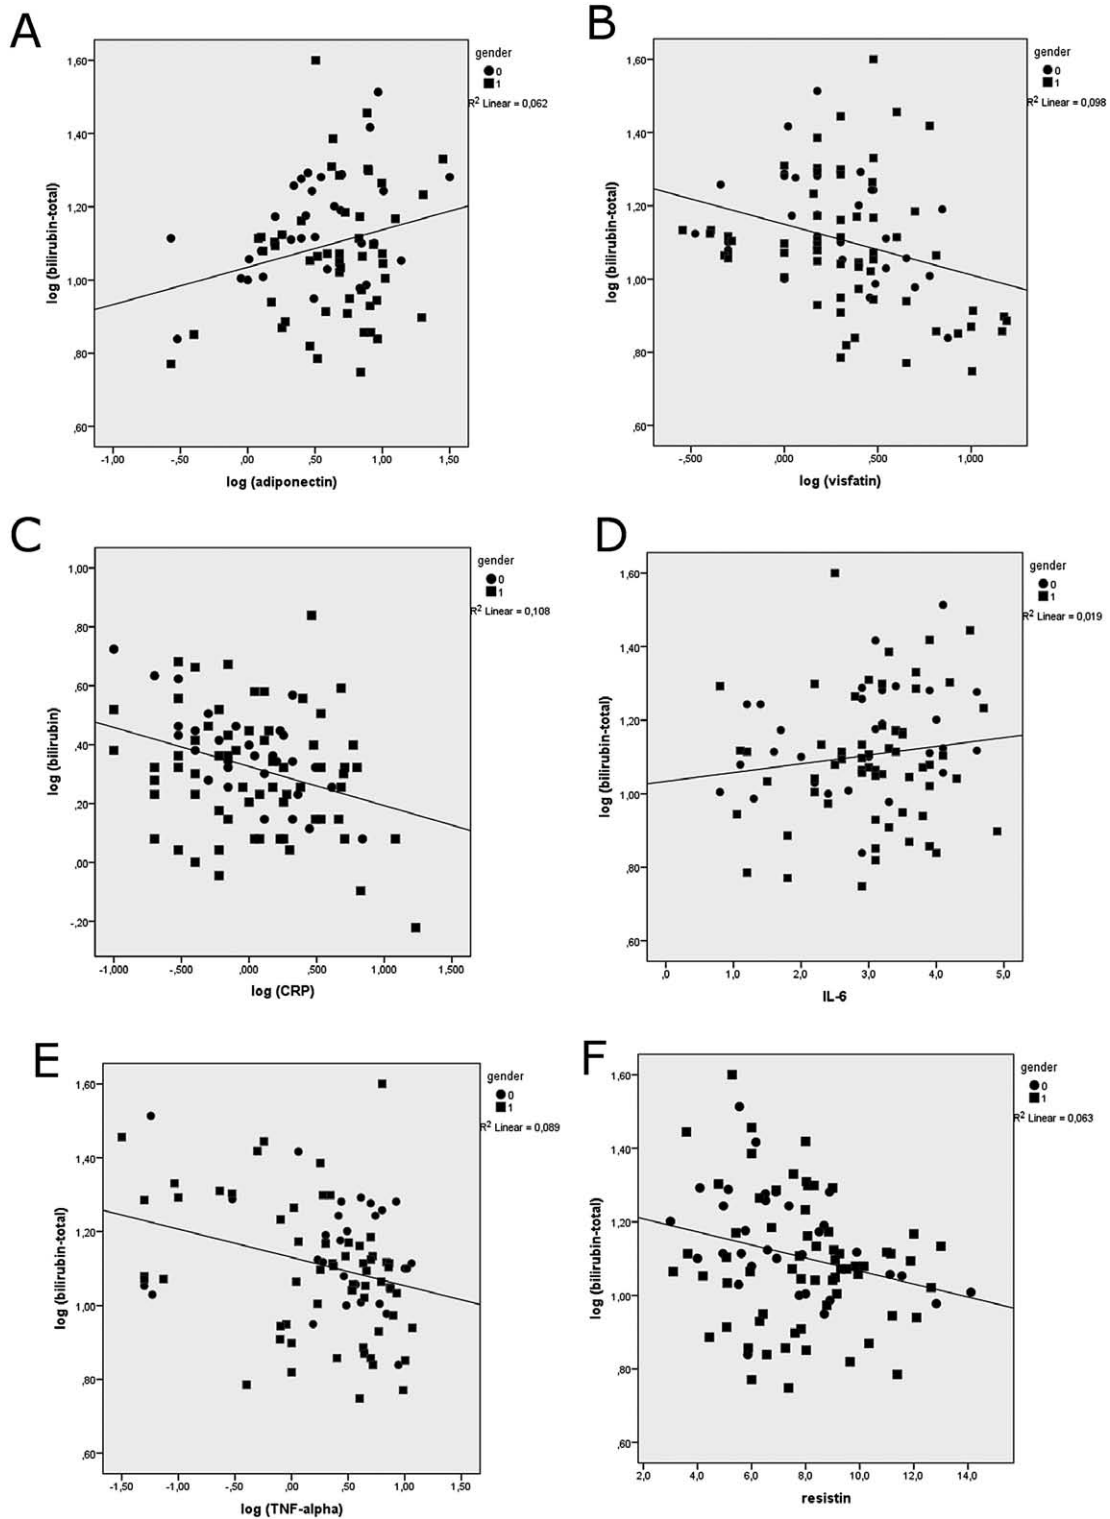 A
gender
0
1
R² Linear = 0,062
1,60
1,40
1,20
1,00
,80
,60
log (bilirubin-total)
-1,00
-,50
,00
,50
1,00
1,50
log (adiponectin)
B
gender
0
1
R² Linear = 0,098
1,60
1,40
1,20
1,00
,80
,60
log (bilirubin-total)
-,500
,000
,500
1,000
log (visfatin)
C
gender
0
1
R² Linear = 0,108
1,00
,80
,60
,40
,20
,00
-,20
log (bilirubin)
-1,000
-,500
,000
,500
1,000
1,500
log (CRP)
D
gender
0
1
R² Linear = 0,019
1,60
1,40
1,20
1,00
,80
,60
log (bilirubin-total)
,0
1,0
2,0
3,0
4,0
5,0
IL-6
E
gender
0
1
R² Linear = 0,089
1,60
1,40
1,20
1,00
,80
,60
log (bilirubin-total)
-1,50
-1,00
-,50
,00
,50
1,00
1,50
log (TNF-alpha)
F
gender
0
1
R² Linear = 0,063
1,60
1,40
1,20
1,00
,80
,60
log (bilirubin-total)
2,0
4,0
6,0
8,0
10,0
12,0
14,0
resistin